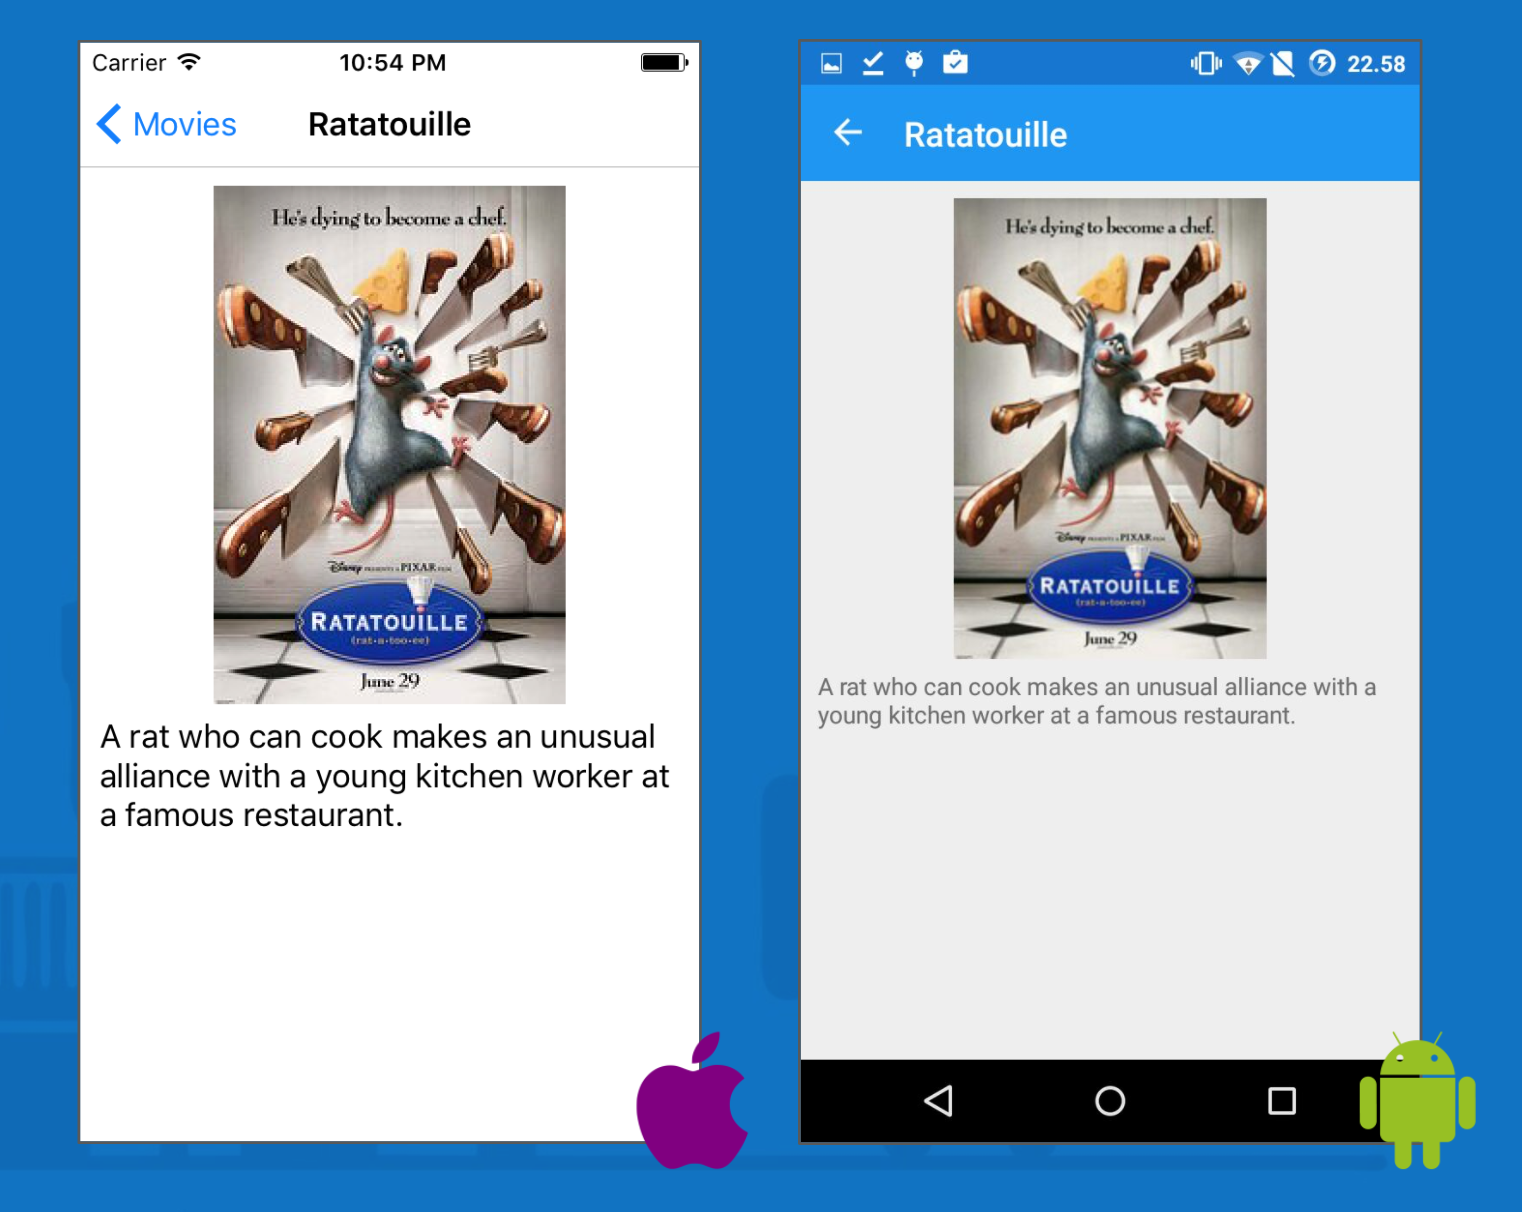 Carrier 10:54 PM
Movies Ratatouille
He's dying to become a chef.
Disney PRESENTS A PIXAR FILM
RATATOUILLE
(rat·a·too·ee)
June 29
A rat who can cook makes an unusual
alliance with a young kitchen worker at
a famous restaurant.
22.58
Ratatouille
He's dying to become a chef.
Disney PRESENTS A PIXAR FILM
RATATOUILLE
(rat·a·too·ee)
June 29
A rat who can cook makes an unusual alliance with a
young kitchen worker at a famous restaurant.